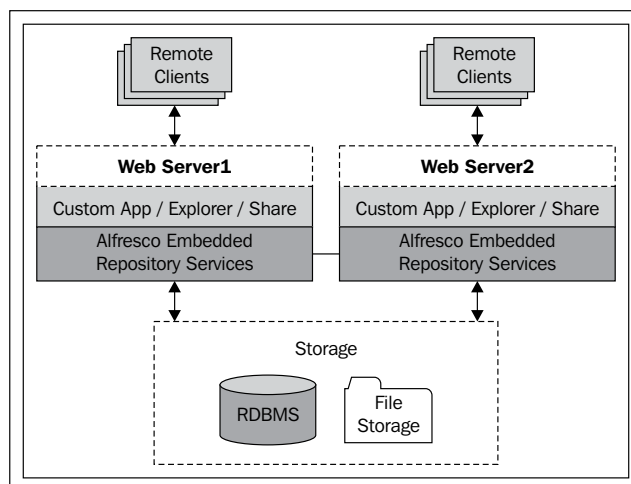 Remote
Clients
Remote
Clients
Web Server1
Web Server2
Custom App / Explorer / Share
Custom App / Explorer / Share
Alfresco Embedded
Repository Services
Alfresco Embedded
Repository Services
Storage
RDBMS
File
Storage